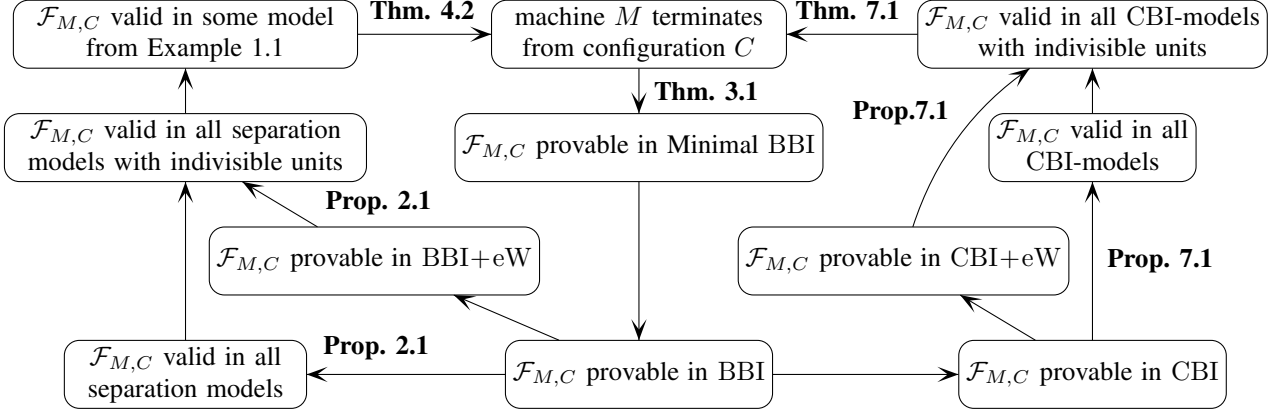 F_{M,C} valid in some model
from Example 1.1
Thm. 4.2
machine M terminates
from configuration C
Thm. 7.1
F_{M,C} valid in all CBI-models
with indivisible units
Thm. 3.1
Prop.7.1
F_{M,C} valid in all separation
models with indivisible units
F_{M,C} provable in Minimal BBI
F_{M,C} valid in all
CBI-models
Prop. 2.1
F_{M,C} provable in BBI+eW
F_{M,C} provable in CBI+eW
Prop. 7.1
F_{M,C} valid in all
separation models
Prop. 2.1
F_{M,C} provable in BBI
F_{M,C} provable in CBI